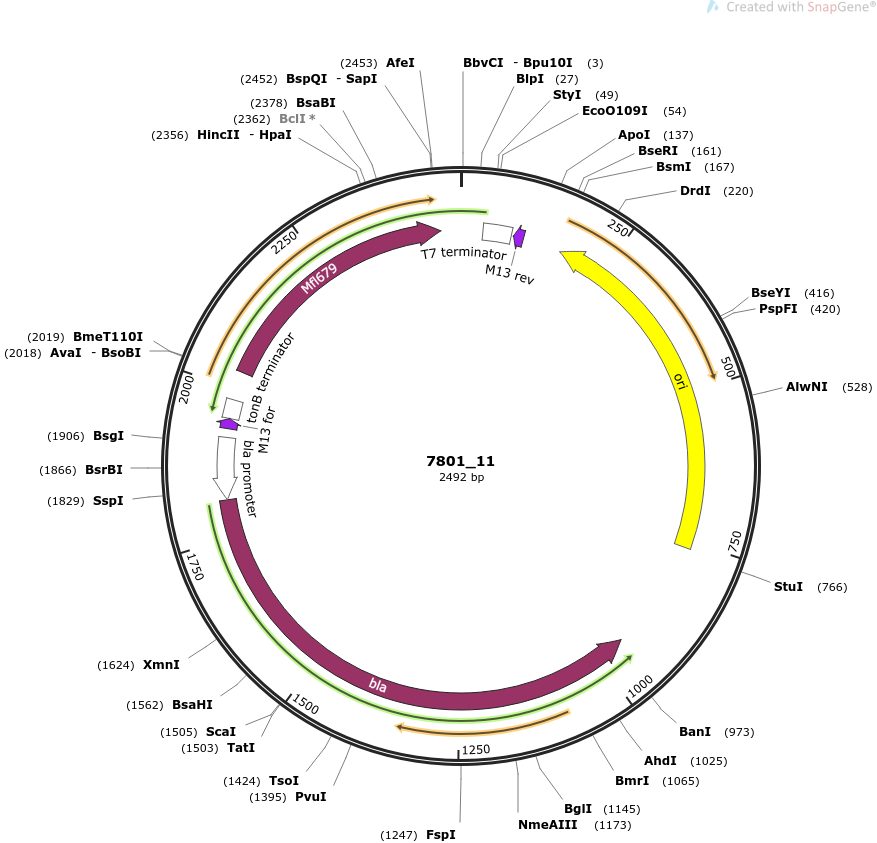 Created with SnapGene®
(2453) AfeI
(2452) BspQI - SapI
(2378) BsaBI
(2362) BclI *
(2356) HincII - HpaI
BbvCI - Bpu10I (3)
BlpI (27)
StyI (49)
EcoO109I (54)
ApoI (137)
BseRI (161)
BsmI (167)
DrdI (220)
BseYI (416)
PspFI (420)
AlwNI (528)
StuI (766)
BanI (973)
AhdI (1025)
BmrI (1065)
BglI (1145)
NmeAIII (1173)
(1247) FspI
(1395) PvuI
(1424) TsoI
(1503) TatI
(1505) ScaI
(1562) BsaHI
(1624) XmnI
(1829) SspI
(1866) BsrBI
(1906) BsgI
(2018) AvaI - BsoBI
(2019) BmeT110I
250
500
750
1000
1250
1500
1750
2000
2250
T7 terminator
M13 rev
ori
bla
bla promoter
M13 for
tonB terminator
Mfl679
7801_11
2492 bp